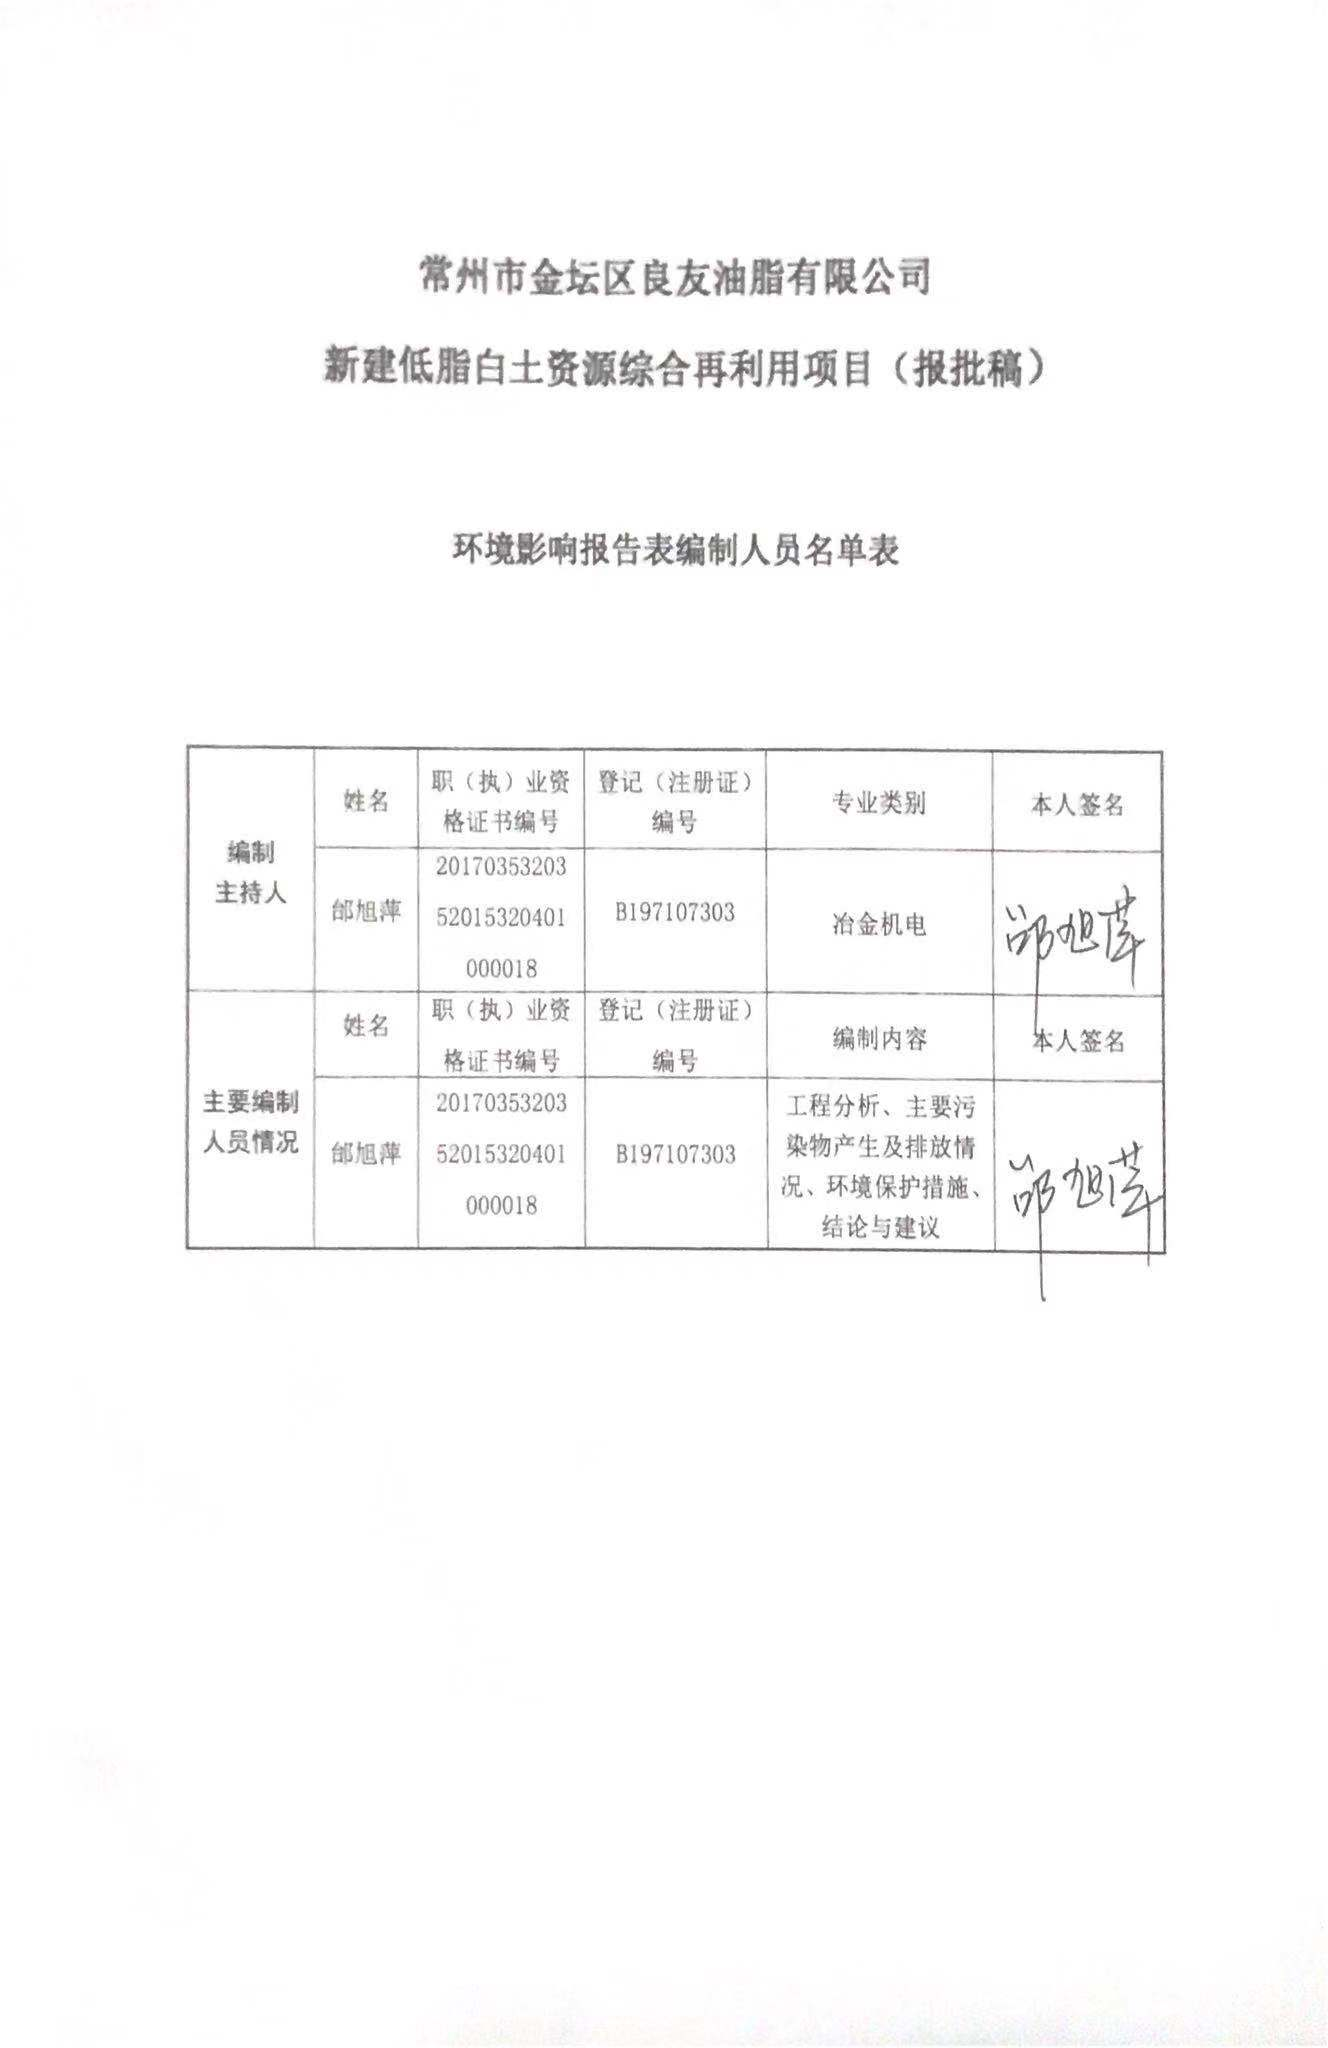 常州市金坛区良友油脂有限公司
新建低脂白土资源综合再利用项目（报批稿）
环境影响报告表编制人员名单表
编制
主持人
姓名
职（执）业资
格证书编号
登记（注册证）
编号
专业类别
本人签名
邰旭萍
20170353203
52015320401
000018
B197107303
冶金机电
邰旭萍
主要编制
人员情况
姓名
职（执）业资
格证书编号
登记（注册证）
编号
编制内容
本人签名
邰旭萍
20170353203
52015320401
000018
B197107303
工程分析、主要污
染物产生及排放情
况、环境保护措施、
结论与建议
邰旭萍